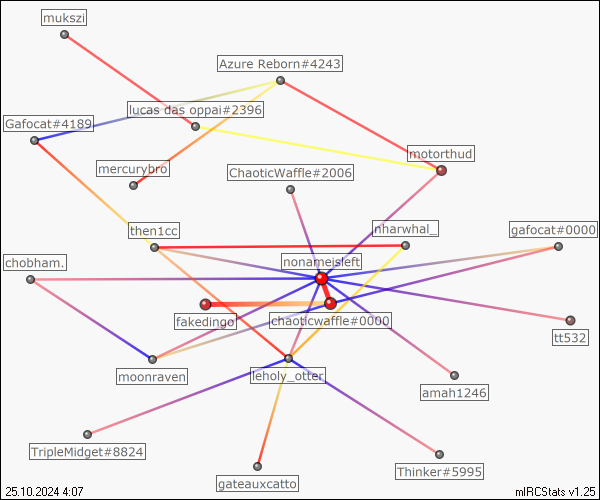 mukszi
Azure Reborn#4243
lucas das oppai#2396
Gafocat#4189
motorthud
mercurybro
ChaoticWaffle#2006
then1cc
nharwhal_
gafocat#0000
chobham.
nonameisleft
fakedingo
chaoticwaffle#0000
tt532
moonraven
leholy_otter
amah1246
TripleMidget#8824
Thinker#5995
gateauxcatto
25.10.2024 4:07
mIRCStats v1.25